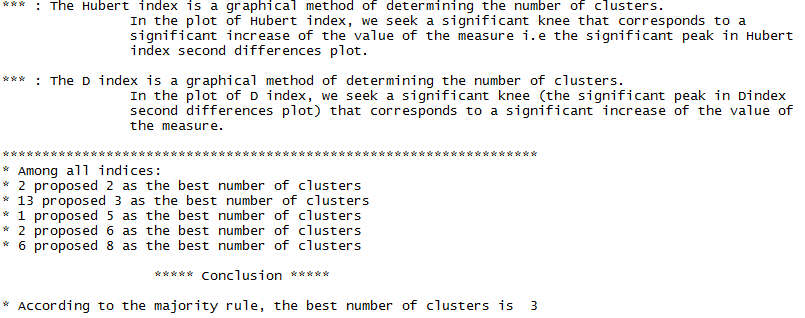 *** : The Hubert index is a graphical method of determining the number of clusters.
In the plot of Hubert index, we seek a significant knee that corresponds to a
significant increase of the value of the measure i.e the significant peak in Hubert
index second differences plot.
*** : The D index is a graphical method of determining the number of clusters.
In the plot of D index, we seek a significant knee (the significant peak in Dindex
second differences plot) that corresponds to a significant increase of the value of
the measure.
*******************************************************************
* Among all indices:
* 2 proposed 2 as the best number of clusters
* 13 proposed 3 as the best number of clusters
* 1 proposed 5 as the best number of clusters
* 2 proposed 6 as the best number of clusters
* 6 proposed 8 as the best number of clusters
***** Conclusion *****
* According to the majority rule, the best number of clusters is 3